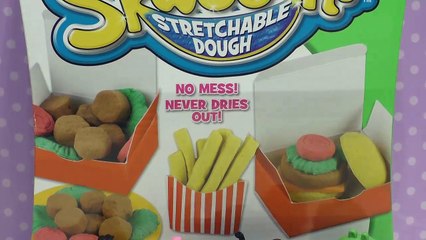 STRETCHABLE
DOUGH
NO MESS!
NEVER DRIES
OUT!